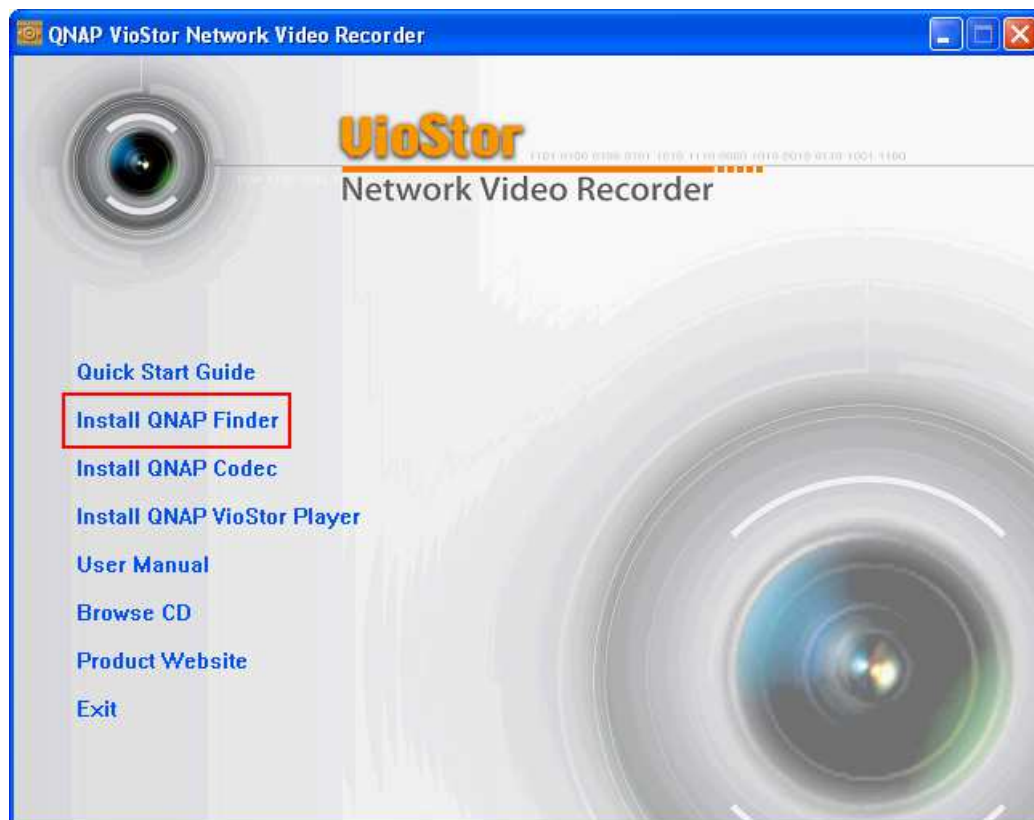 QNAP VioStor Network Video Recorder
VioStor
Network Video Recorder
Quick Start Guide
Install QNAP Finder
Install QNAP Codec
Install QNAP VioStor Player
User Manual
Browse CD
Product Website
Exit